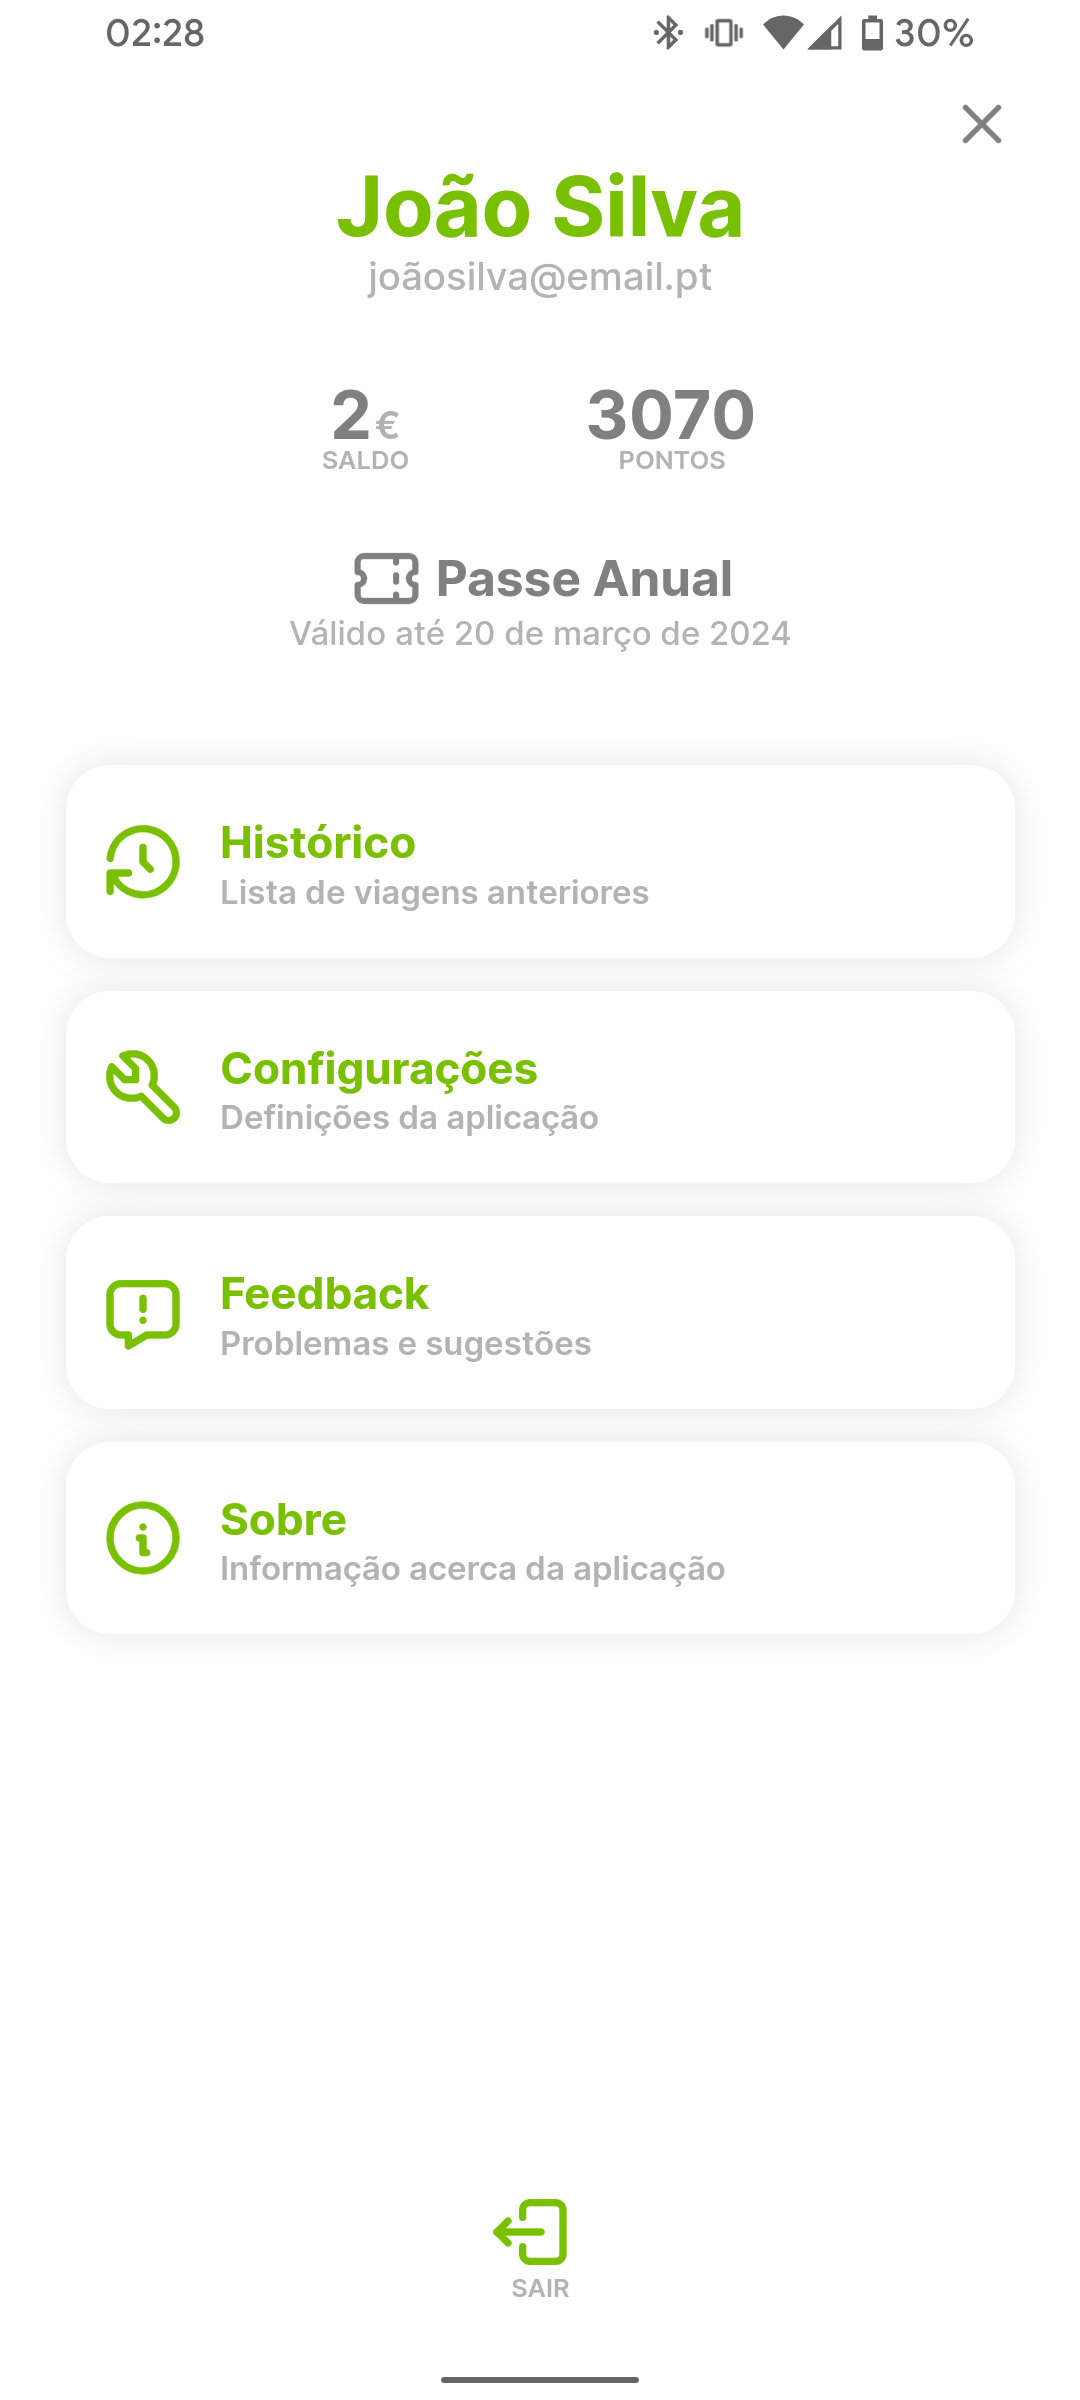 02:28
30%
João Silva
joãosilva@email.pt
2€
SALDO
3070
PONTOS
Passe Anual
Válido até 20 de março de 2024
Histórico
Lista de viagens anteriores
Configurações
Definições da aplicação
Feedback
Problemas e sugestões
Sobre
Informação acerca da aplicação
SAIR